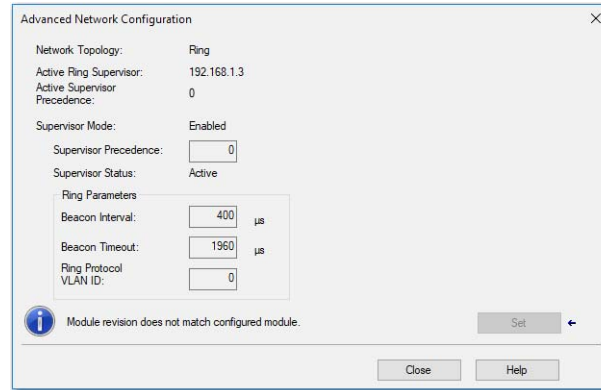 Advanced Network Configuration
Network Topology: Ring
Active Ring Supervisor: 192.168.1.3
Active Supervisor
Precedence: 0
Supervisor Mode: Enabled
Supervisor Precedence: 0
Supervisor Status: Active
Ring Parameters
Beacon Interval: 400 µs
Beacon Timeout: 1960 µs
Ring Protocol
VLAN ID: 0
Module revision does not match configured module.
Set
Close
Help